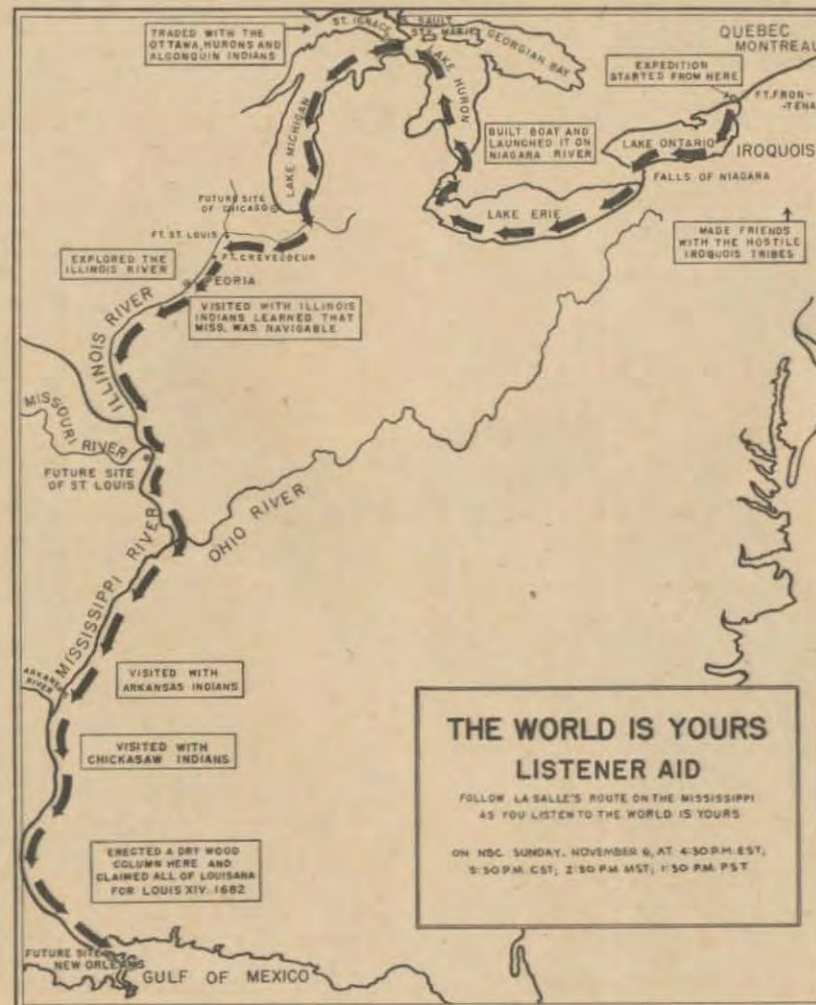 TRADED WITH THE
OTTAWA, HURONS AND
ALGONQUIN INDIANS
ST. IGNACE
SAULT
STE. MARIE
GEORGIAN BAY
LAKE HURON
LAKE MICHIGAN
QUEBEC
MONTREAL
EXPEDITION
STARTED FROM HERE
FT. FRON-
-TENA
LAKE ONTARIO
IROQUOIS
BUILT BOAT AND
LAUNCHED IT ON
NIAGARA RIVER
FALLS OF NIAGARA
LAKE ERIE
MADE FRIENDS
WITH THE HOSTILE
IROQUOIS TRIBES
FUTURE SITE
OF CHICAGO
FT. ST. LOUIS
FT. CREVECOEUR
EXPLORED THE
ILLINOIS RIVER
PEORIA
VISITED WITH ILLINOIS
INDIANS LEARNED THAT
MISS. WAS NAVIGABLE
ILLINOIS RIVER
MISSOURI RIVER
FUTURE SITE
OF ST LOUIS
OHIO RIVER
MISSISSIPPI RIVER
ARKANSAS
RIVER
VISITED WITH
ARKANSAS INDIANS
VISITED WITH
CHICKASAW INDIANS
ERECTED A DRY WOOD
COLUMN HERE AND
CLAIMED ALL OF LOUISANA
FOR LOUIS XIV. 1682
FUTURE SITE
NEW ORLEANS
GULF OF MEXICO
THE WORLD IS YOURS
LISTENER AID
FOLLOW LA SALLE'S ROUTE ON THE MISSISSIPPI
AS YOU LISTEN TO THE WORLD IS YOURS
ON NBC. SUNDAY, NOVEMBER 6, AT 4:30 P.M. EST;
3:30 P.M. CST; 2:30 P.M. MST; 1:30 P.M. PST